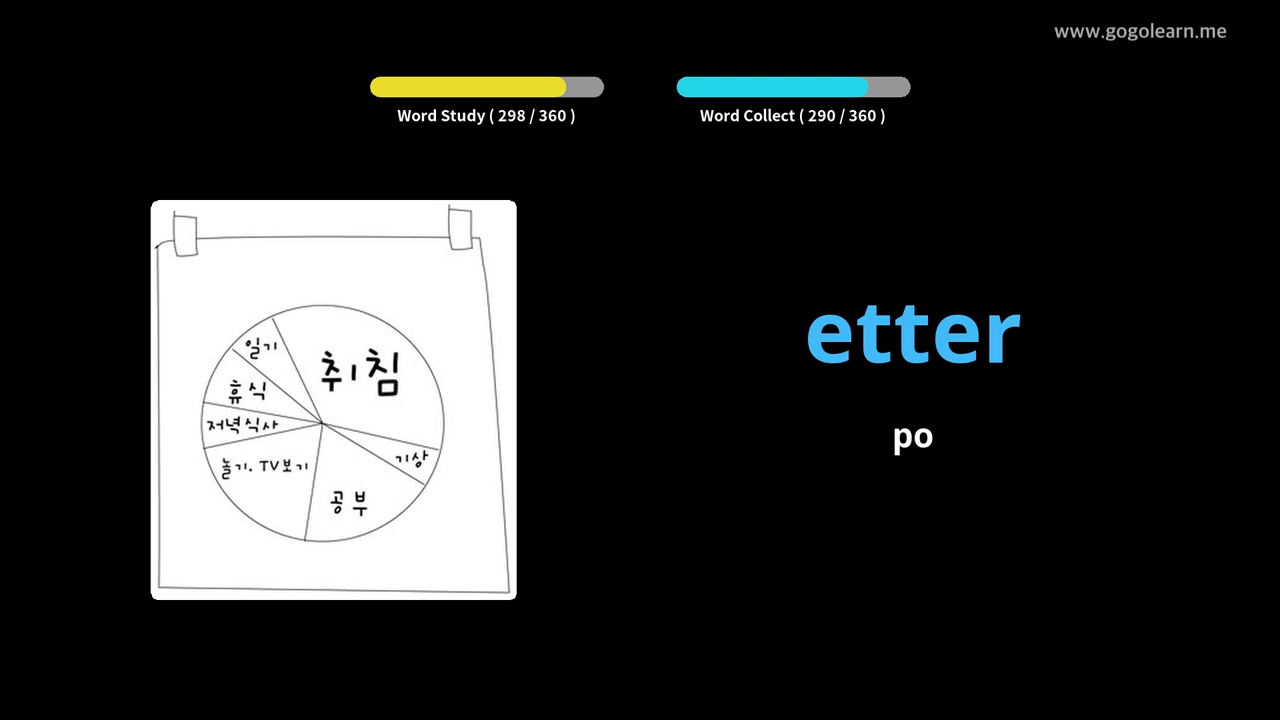 www.gogolearn.me
Word Study ( 298 / 360 )
Word Collect ( 290 / 360 )
일기
취침
휴식
저녁식사
놀기. TV보기
기상
공부
etter
po